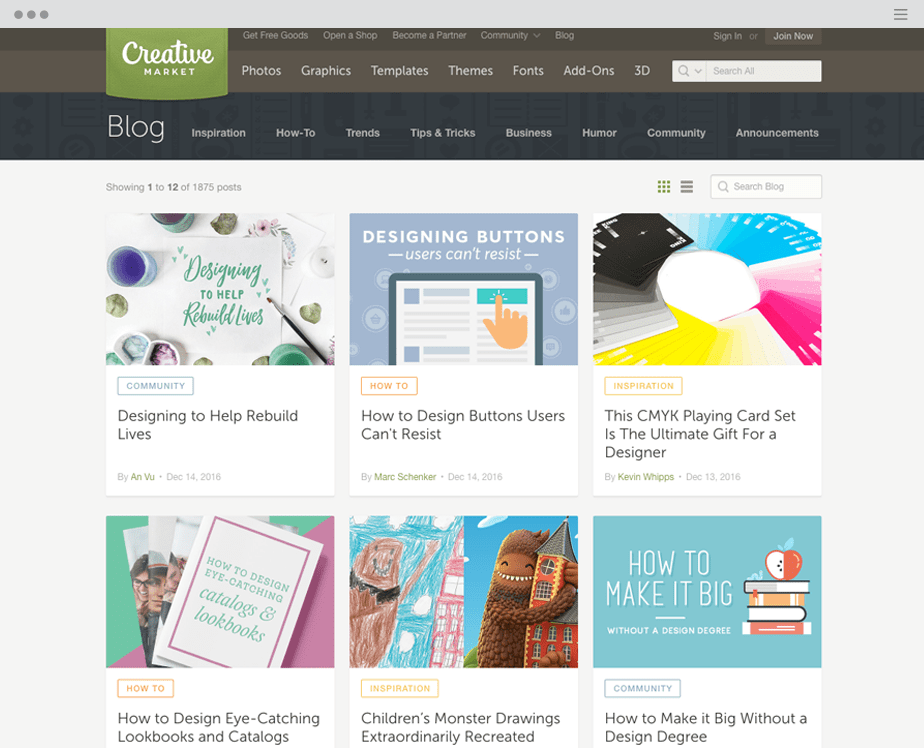 Get Free Goods Open a Shop Become a Partner Community Blog Sign In or Join Now
Creative
MARKET
Photos Graphics Templates Themes Fonts Add-Ons 3D Search All
Blog Inspiration How-To Trends Tips & Tricks Business Humor Community Announcements
Showing 1 to 12 of 1875 posts Search Blog
Designing
TO HELP
Rebuild Lives
COMMUNITY
Designing to Help Rebuild
Lives
By An Vu • Dec 14, 2016
DESIGNING BUTTONS
—users can't resist—
HOW TO
How to Design Buttons Users
Can't Resist
By Marc Schenker • Dec 14, 2016
INSPIRATION
This CMYK Playing Card Set
Is The Ultimate Gift For a
Designer
By Kevin Whipps • Dec 13, 2016
HOW TO DESIGN
EYE-CATCHING
catalogs &
lookbooks
HOW TO
How to Design Eye-Catching
Lookbooks and Catalogs
INSPIRATION
Children's Monster Drawings
Extraordinarily Recreated
HOW TO
MAKE IT BIG
WITHOUT A DESIGN DEGREE
COMMUNITY
How to Make it Big Without a
Design Degree